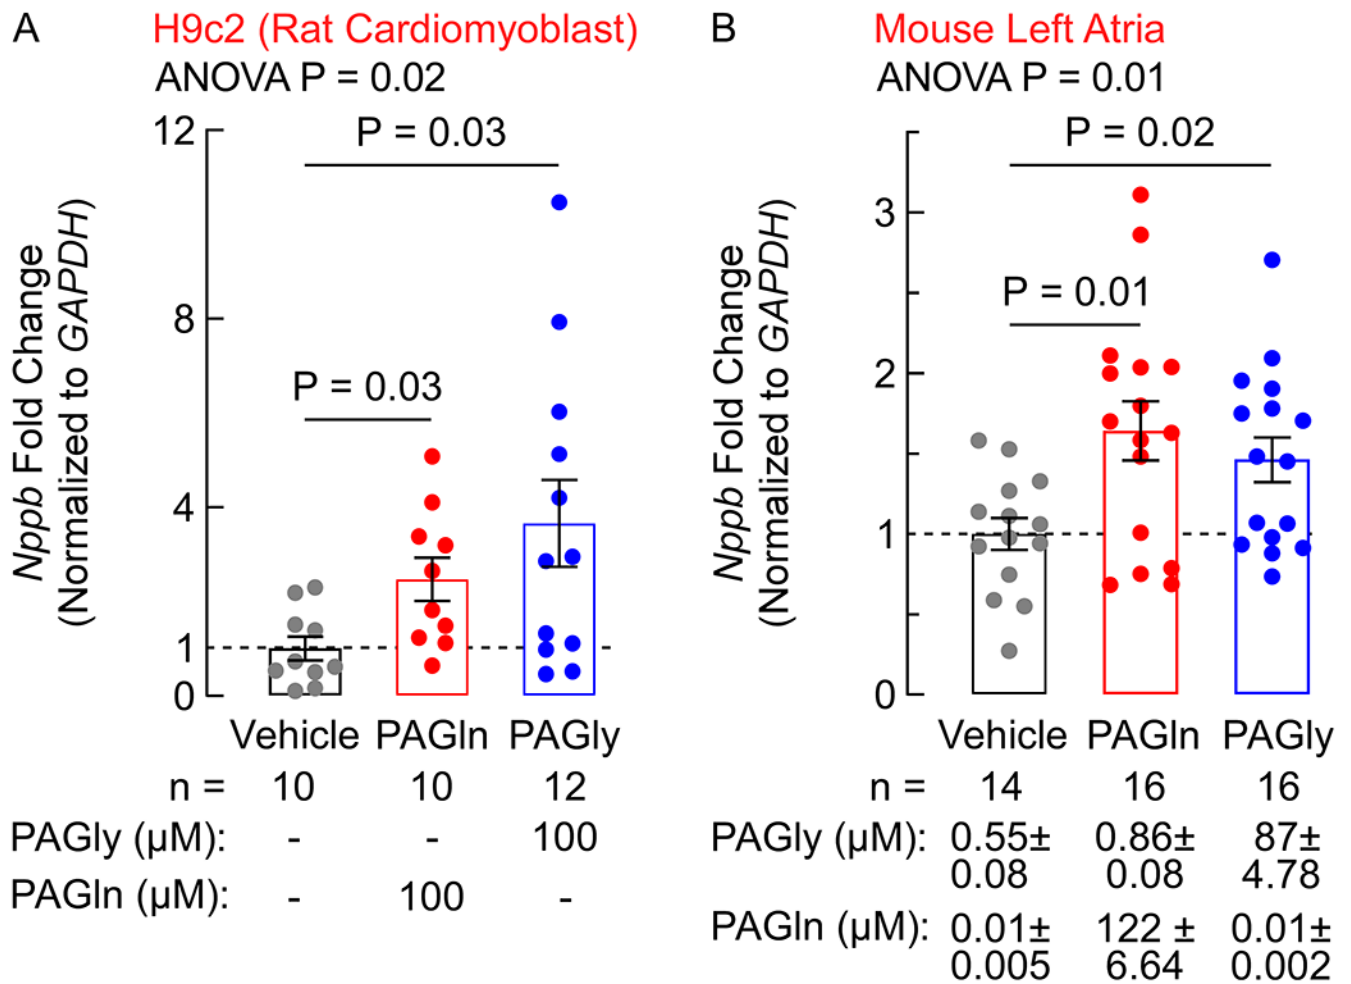 A
H9c2 (Rat Cardiomyoblast)
ANOVA P = 0.02
P = 0.03
P = 0.03
Nppb Fold Change
(Normalized to GAPDH)
12
8
4
1
0
Vehicle PAGln PAGly
n = 10 10 12
PAGly (µM): - - 100
PAGln (µM): - 100 -
B
Mouse Left Atria
ANOVA P = 0.01
P = 0.02
P = 0.01
Nppb Fold Change
(Normalized to GAPDH)
3
2
1
0
Vehicle PAGln PAGly
n = 14 16 16
PAGly (µM): 0.55± 0.86± 87±
0.08 0.08 4.78
PAGln (µM): 0.01± 122 ± 0.01±
0.005 6.64 0.002